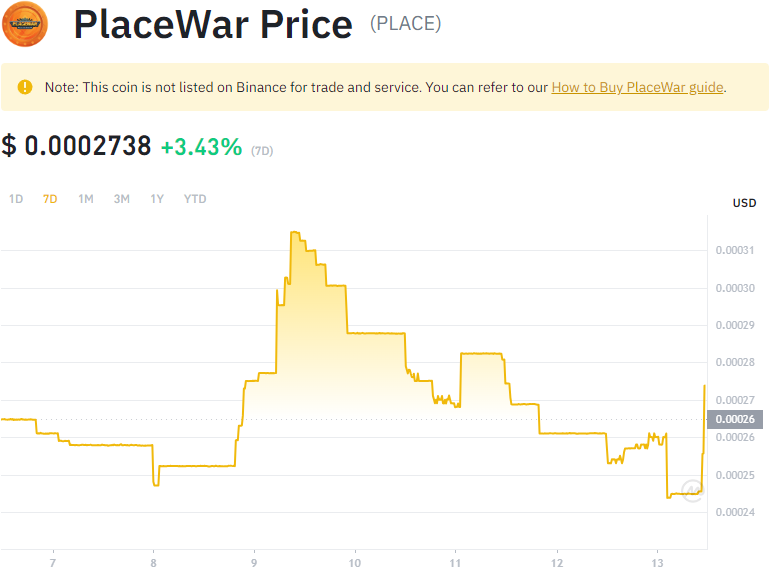 PlaceWar Price (PLACE)
Note: This coin is not listed on Binance for trade and service. You can refer to our How to Buy PlaceWar guide.
$ 0.0002738 +3.43% (7D)
1D 7D 1M 3M 1Y YTD
USD
0.00031
0.00030
0.00029
0.00028
0.00027
0.00026
0.00026
0.00025
0.00024
7 8 9 10 11 12 13